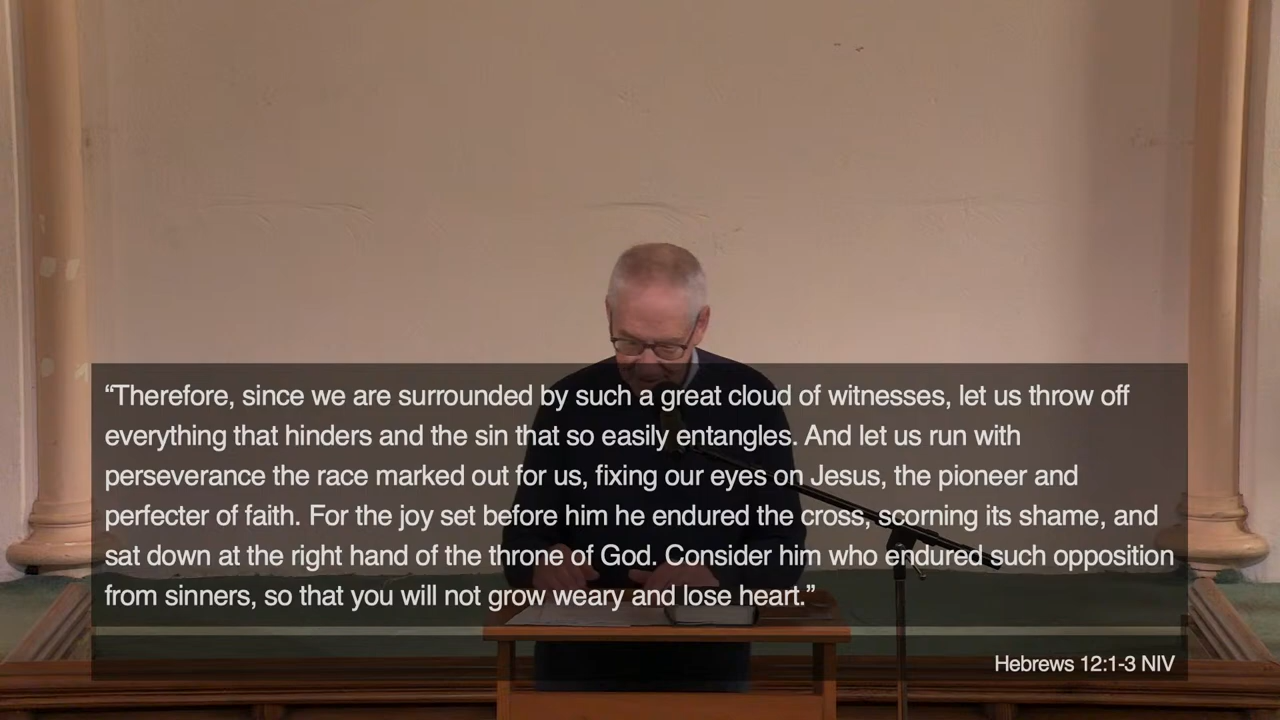 “Therefore, since we are surrounded by such a great cloud of witnesses, let us throw off
everything that hinders and the sin that so easily entangles. And let us run with
perseverance the race marked out for us, fixing our eyes on Jesus, the pioneer and
perfecter of faith. For the joy set before him he endured the cross, scorning its shame, and
sat down at the right hand of the throne of God. Consider him who endured such opposition
from sinners, so that you will not grow weary and lose heart.”
Hebrews 12:1-3 NIV